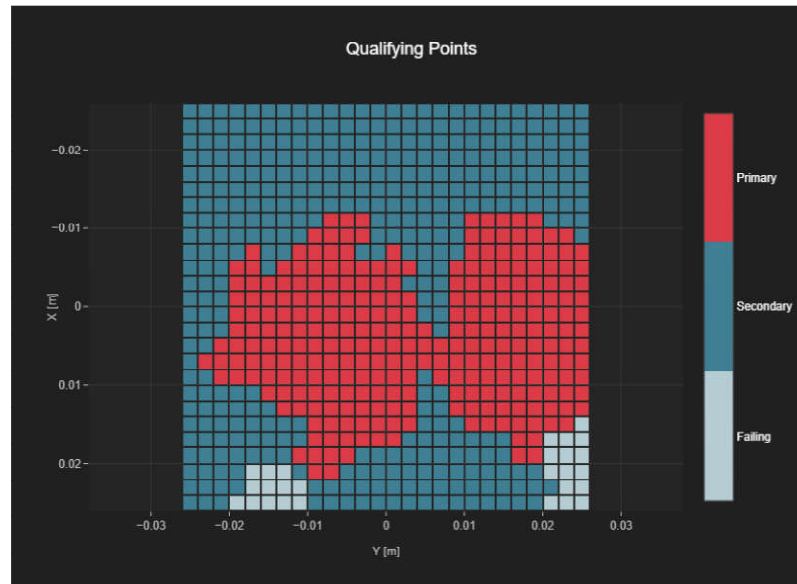 Qualifying Points
−0.02
−0.01
0
0.01
0.02
X [m]
−0.03
−0.02
−0.01
0
0.01
0.02
0.03
Y [m]
Primary
Secondary
Failing